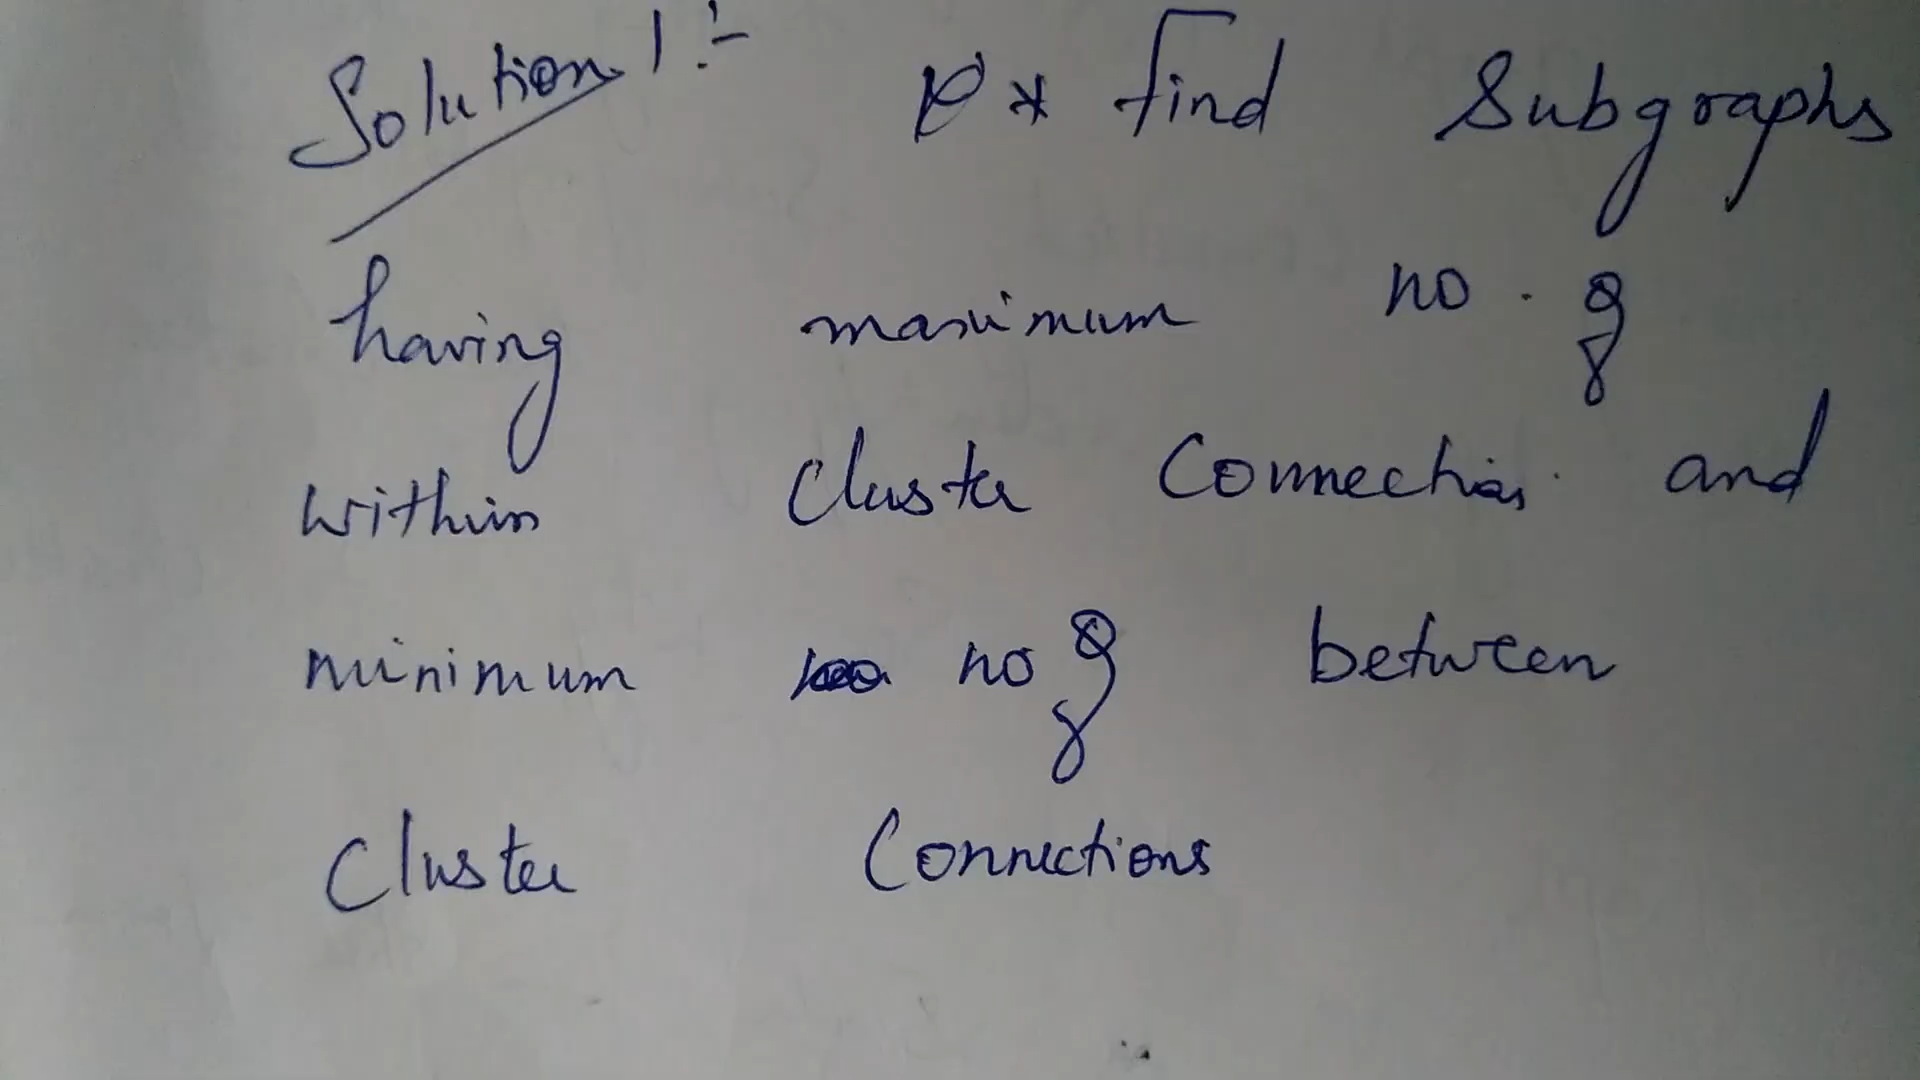 Solution 1 :- * find Subgraphs
having maximum no. of
within Cluster Connections and
minimum no of between
Cluster Connections